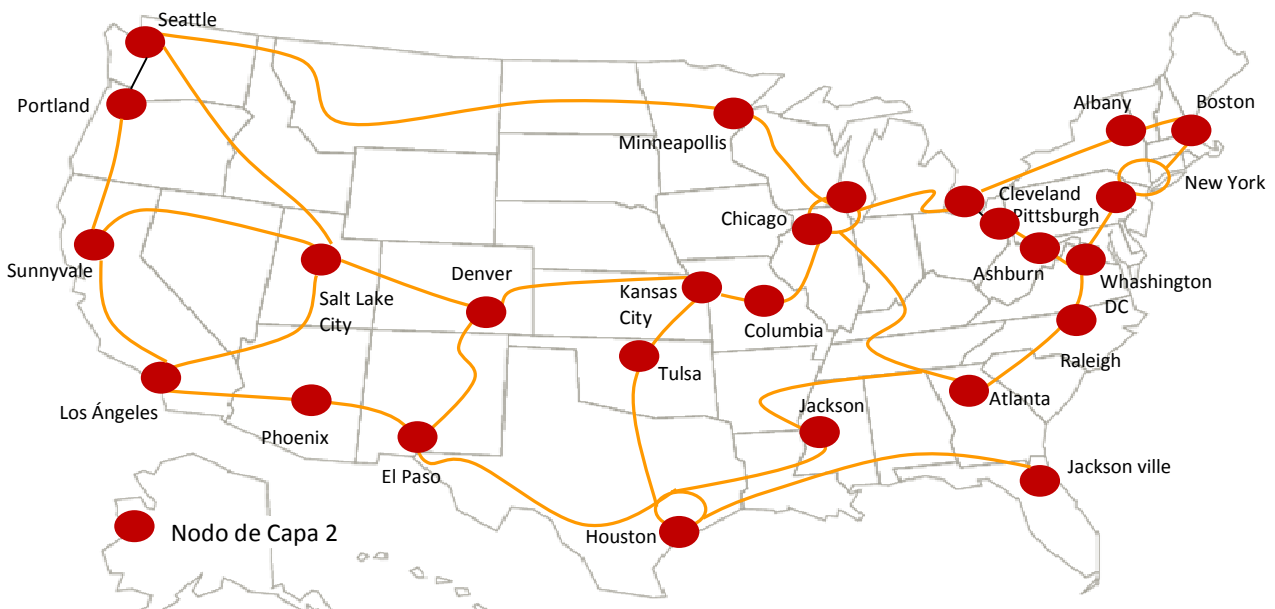 Seattle
Portland
Minneapollis
Albany
Boston
New York
Cleveland
Pittsburgh
Chicago
Sunnyvale
Salt Lake
City
Denver
Kansas
City
Columbia
Ashburn
Whashington
DC
Raleigh
Tulsa
Los Ángeles
Phoenix
El Paso
Jackson
Atlanta
Jackson ville
Houston
Nodo de Capa 2